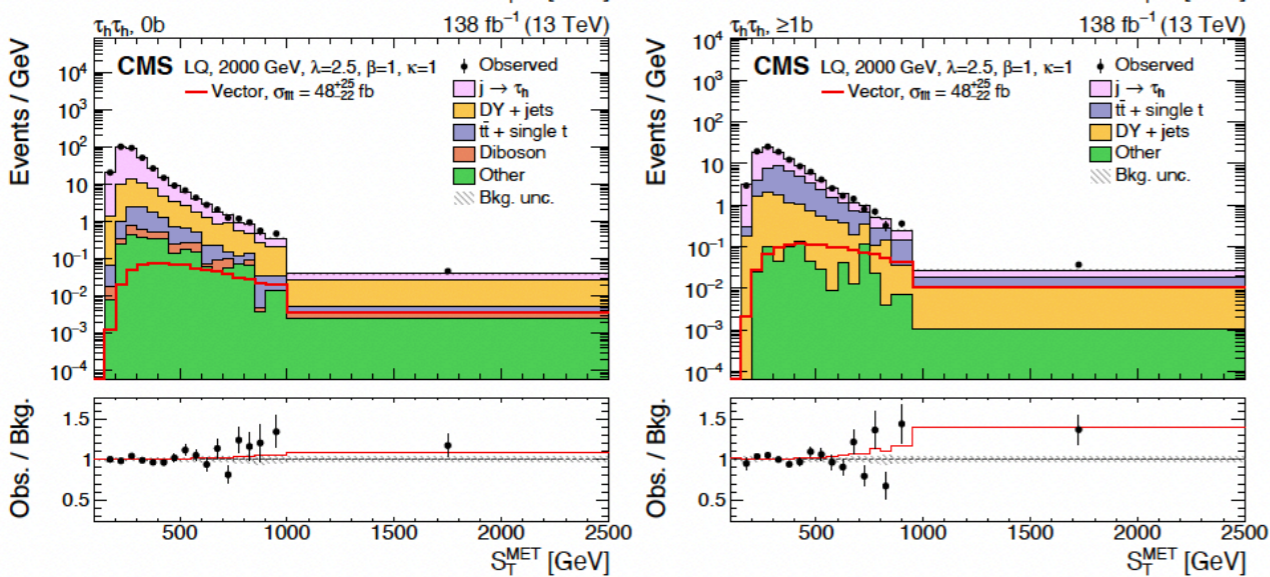 τₕτₕ, 0b 138 fb⁻¹ (13 TeV)
Events / GeV
10⁴
10³
10²
10
1
10⁻¹
10⁻²
10⁻³
10⁻⁴
CMS LQ, 2000 GeV, λ=2.5, β=1, κ=1
Vector, σ_fit = 48⁺²⁵₋₂₂ fb
Observed
j → τₕ
DY + jets
tt̄ + single t
Diboson
Other
Bkg. unc.
Obs. / Bkg.
1.5
1
0.5
500 1000 1500 2000 2500
S_T^MET [GeV]
τₕτₕ, ≥1b 138 fb⁻¹ (13 TeV)
Events / GeV
10⁴
10³
10²
10
1
10⁻¹
10⁻²
10⁻³
10⁻⁴
CMS LQ, 2000 GeV, λ=2.5, β=1, κ=1
Vector, σ_fit = 48⁺²⁵₋₂₂ fb
Observed
j → τₕ
tt̄ + single t
DY + jets
Other
Bkg. unc.
Obs. / Bkg.
1.5
1
0.5
500 1000 1500 2000 2500
S_T^MET [GeV]